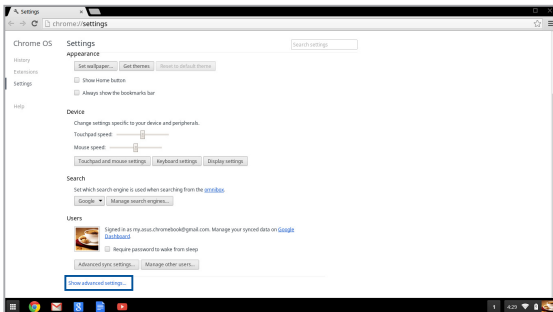 Settings
chrome://settings
Chrome OS
Settings
Search settings
History
Extensions
Settings
Help
Appearance
Set wallpaper...
Get themes
Reset to default theme
Show Home button
Always show the bookmarks bar
Device
Change settings specific to your device and peripherals.
Touchpad speed:
Mouse speed:
Touchpad and mouse settings
Keyboard settings
Display settings
Search
Set which search engine is used when searching from the omnibox.
Google
Manage search engines...
Users
Signed in as my.asus.chromebook@gmail.com. Manage your synced data on Google
Dashboard.
Require password to wake from sleep
Advanced sync settings...
Manage other users...
Show advanced settings...
8
1
4:29